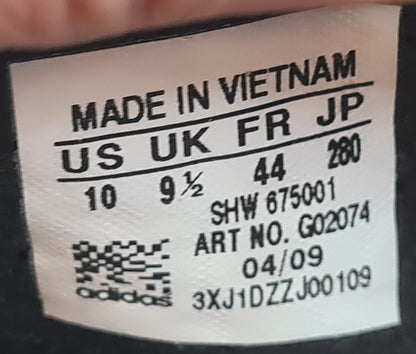 MADE IN VIETNAM
US UK FR JP
10 9½ 44 280
SHW 675001
ART NO. G02074
04/09
adidas 3XJ1DZZJ00109